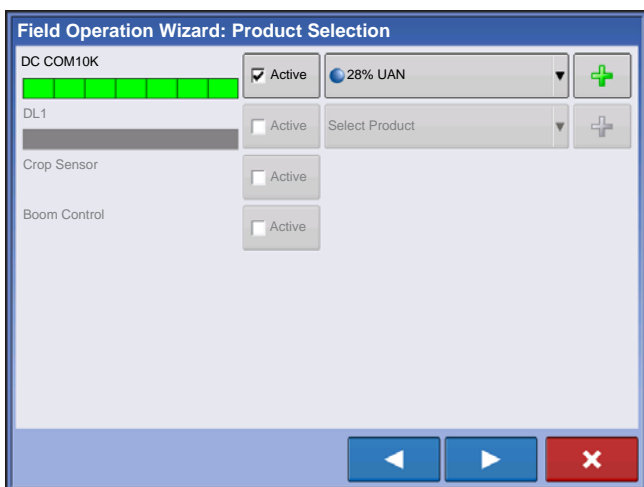 Field Operation Wizard: Product Selection
DC COM10K
Active
28% UAN
DL1
Active
Select Product
Crop Sensor
Active
Boom Control
Active